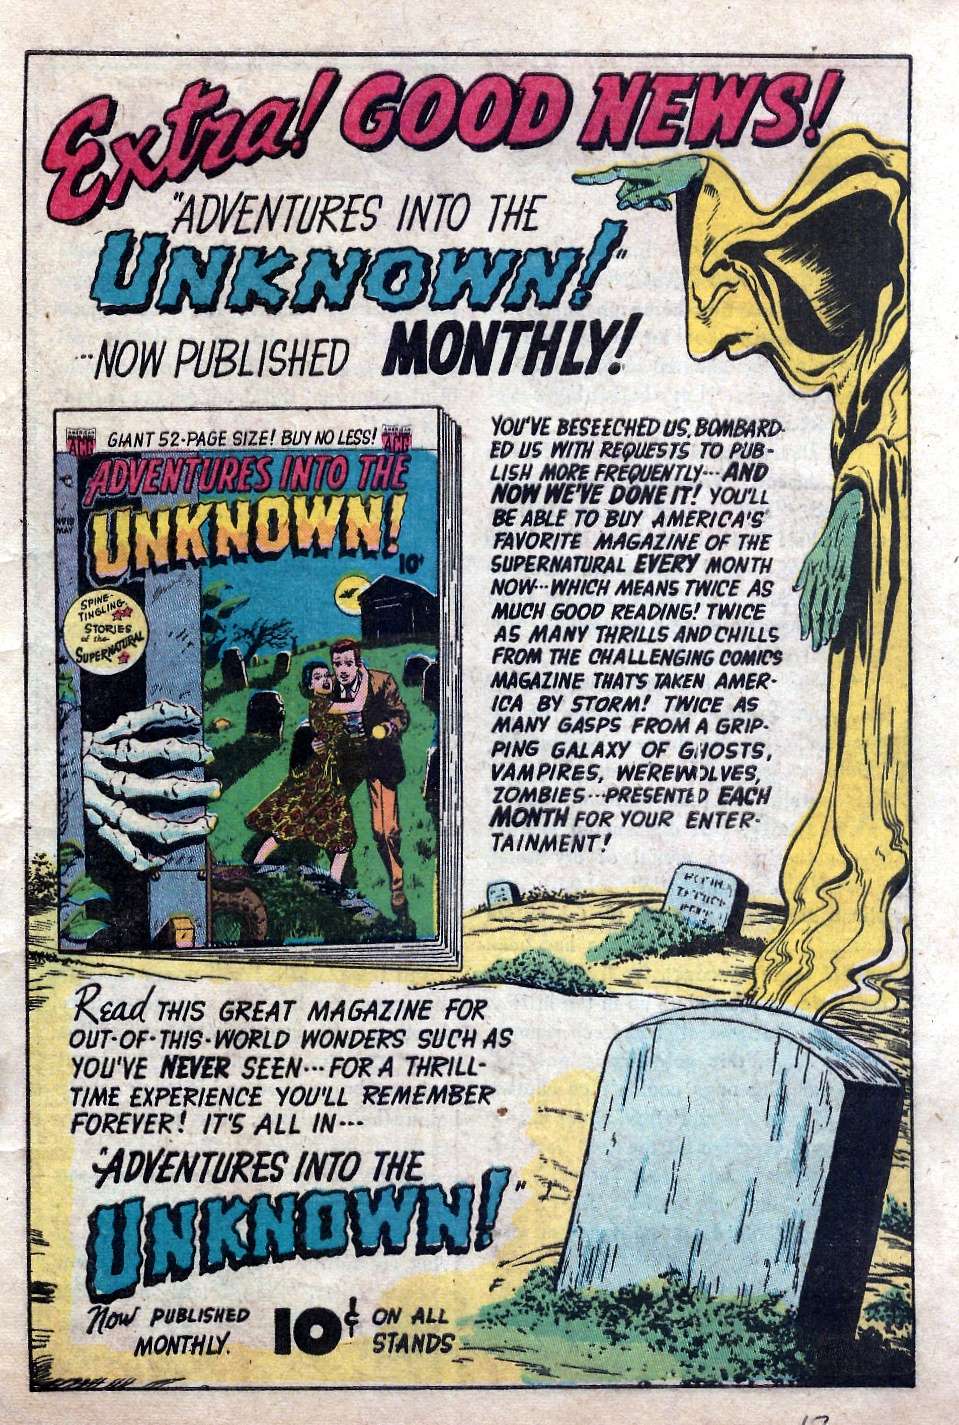 Extra! GOOD NEWS!
"ADVENTURES INTO THE
UNKNOWN!"
...NOW PUBLISHED MONTHLY!
AMERICAN
ACG
GIANT 52-PAGE SIZE! BUY NO LESS!
AMERICAN
ACG
ADVENTURES INTO THE
UNKNOWN!
10¢
SPINE-
TINGLING
STORIES
of the
SUPERNATURAL
YOU'VE BESEECHED US, BOMBARD-
ED US WITH REQUESTS TO PUB-
LISH MORE FREQUENTLY...AND
NOW WE'VE DONE IT! YOU'LL
BE ABLE TO BUY AMERICA'S
FAVORITE MAGAZINE OF THE
SUPERNATURAL EVERY MONTH
NOW...WHICH MEANS TWICE AS
MUCH GOOD READING! TWICE
AS MANY THRILLS AND CHILLS
FROM THE CHALLENGING COMICS
MAGAZINE THAT'S TAKEN AMER-
ICA BY STORM! TWICE AS
MANY GASPS FROM A GRIP-
PING GALAXY OF GHOSTS,
VAMPIRES, WEREWOLVES,
ZOMBIES...PRESENTED EACH
MONTH FOR YOUR ENTER-
TAINMENT!
Read THIS GREAT MAGAZINE FOR
OUT-OF-THIS-WORLD WONDERS SUCH AS
YOU'VE NEVER SEEN...FOR A THRILL-
TIME EXPERIENCE YOU'LL REMEMBER
FOREVER! IT'S ALL IN...
"ADVENTURES INTO THE
UNKNOWN!"
Now PUBLISHED
MONTHLY.
10¢ ON ALL
STANDS